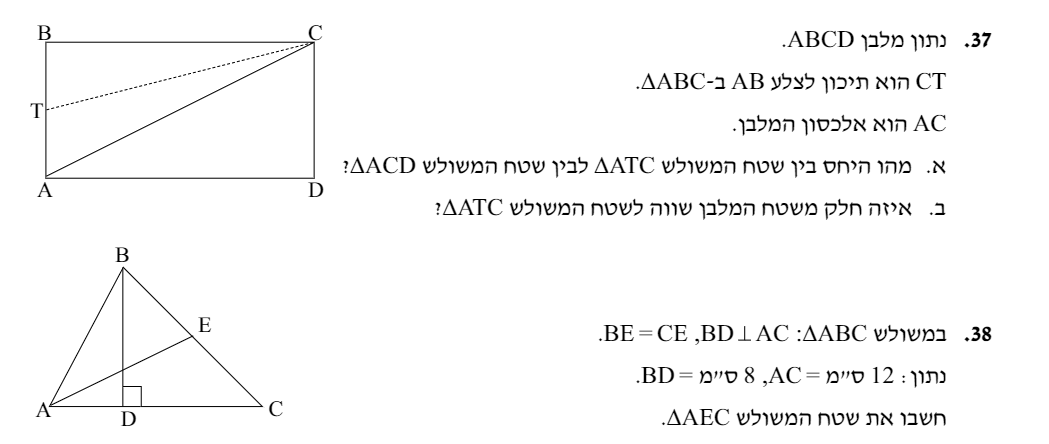 .37 נתון מלבן ABCD.
CT הוא תיכון לצלע AB ב-ΔABC.
AC הוא אלכסון המלבן.
א. מהו היחס בין שטח המשולש ΔATC לבין שטח המשולש ΔACD?
ב. איזה חלק משטח המלבן שווה לשטח המשולש ΔATC?
B
C
T
A
D
.38 במשולש ΔABC: BD⊥AC, BE=CE.
נתון: 12 ס״מ = AC, 8 ס״מ = BD.
חשבו את שטח המשולש ΔAEC.
B
E
A
D
C